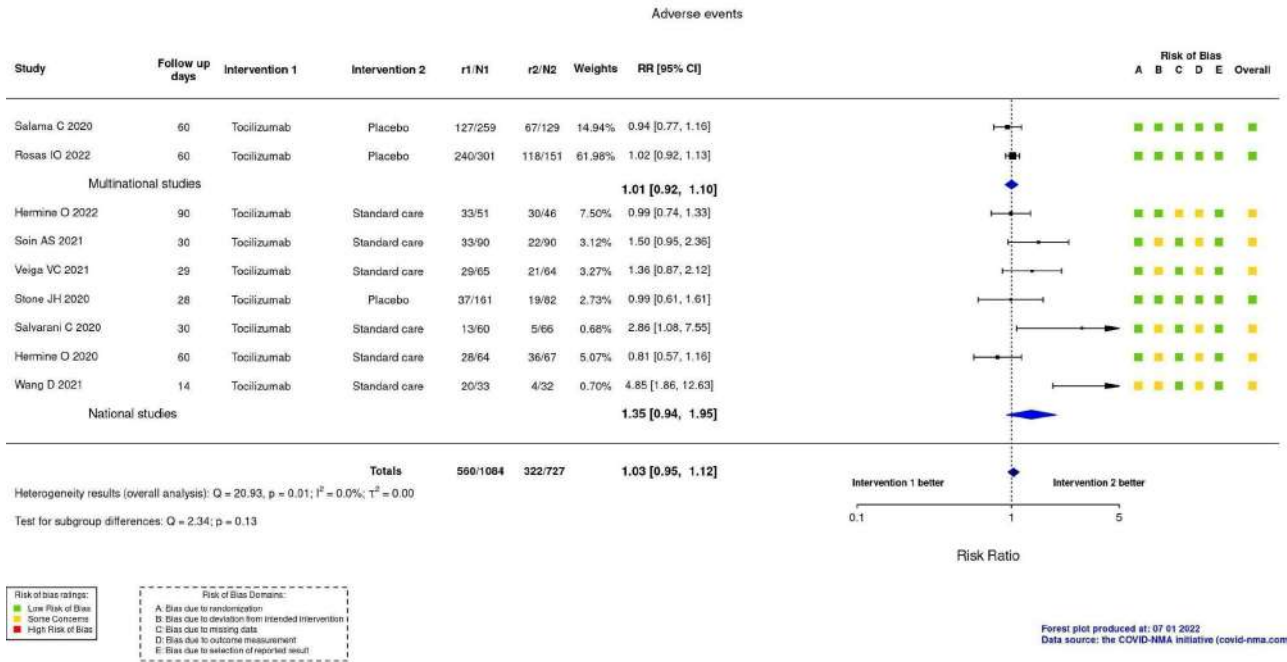 Adverse events
Study Follow up days Intervention 1 Intervention 2 r1/N1 r2/N2 Weights RR [95% CI] Risk of Bias A B C D E Overall
Salama C 2020 60 Tocilizumab Placebo 127/259 67/129 14.94% 0.94 [0.77, 1.16]
Rosas IO 2022 60 Tocilizumab Placebo 240/301 118/151 61.98% 1.02 [0.92, 1.13]
Multinational studies 1.01 [0.92, 1.10]
Hermine O 2022 90 Tocilizumab Standard care 33/51 30/46 7.50% 0.99 [0.74, 1.33]
Soin AS 2021 30 Tocilizumab Standard care 33/90 22/90 3.12% 1.50 [0.95, 2.36]
Veiga VC 2021 29 Tocilizumab Standard care 29/65 21/64 3.27% 1.36 [0.87, 2.12]
Stone JH 2020 28 Tocilizumab Placebo 37/161 19/82 2.73% 0.99 [0.61, 1.61]
Salvarani C 2020 30 Tocilizumab Standard care 13/60 5/66 0.68% 2.86 [1.08, 7.55]
Hermine O 2020 60 Tocilizumab Standard care 28/64 36/67 5.07% 0.81 [0.57, 1.16]
Wang D 2021 14 Tocilizumab Standard care 20/33 4/32 0.70% 4.85 [1.86, 12.63]
National studies 1.35 [0.94, 1.95]
Totals 560/1084 322/727 1.03 [0.95, 1.12]
Heterogeneity results (overall analysis): Q = 20.93, p = 0.01; I² = 0.0%; τ² = 0.00
Test for subgroup differences: Q = 2.34; p = 0.13
Intervention 1 better Intervention 2 better
0.1 1 5
Risk Ratio
Risk of bias ratings:
Low Risk of Bias
Some Concerns
High Risk of Bias
Risk of Bias Domains:
A: Bias due to randomization
B: Bias due to deviation from intended intervention
C: Bias due to missing data
D: Bias due to outcome measurement
E: Bias due to selection of reported result
Forest plot produced at: 07 01 2022
Data source: the COVID-NMA initiative (covid-nma.com